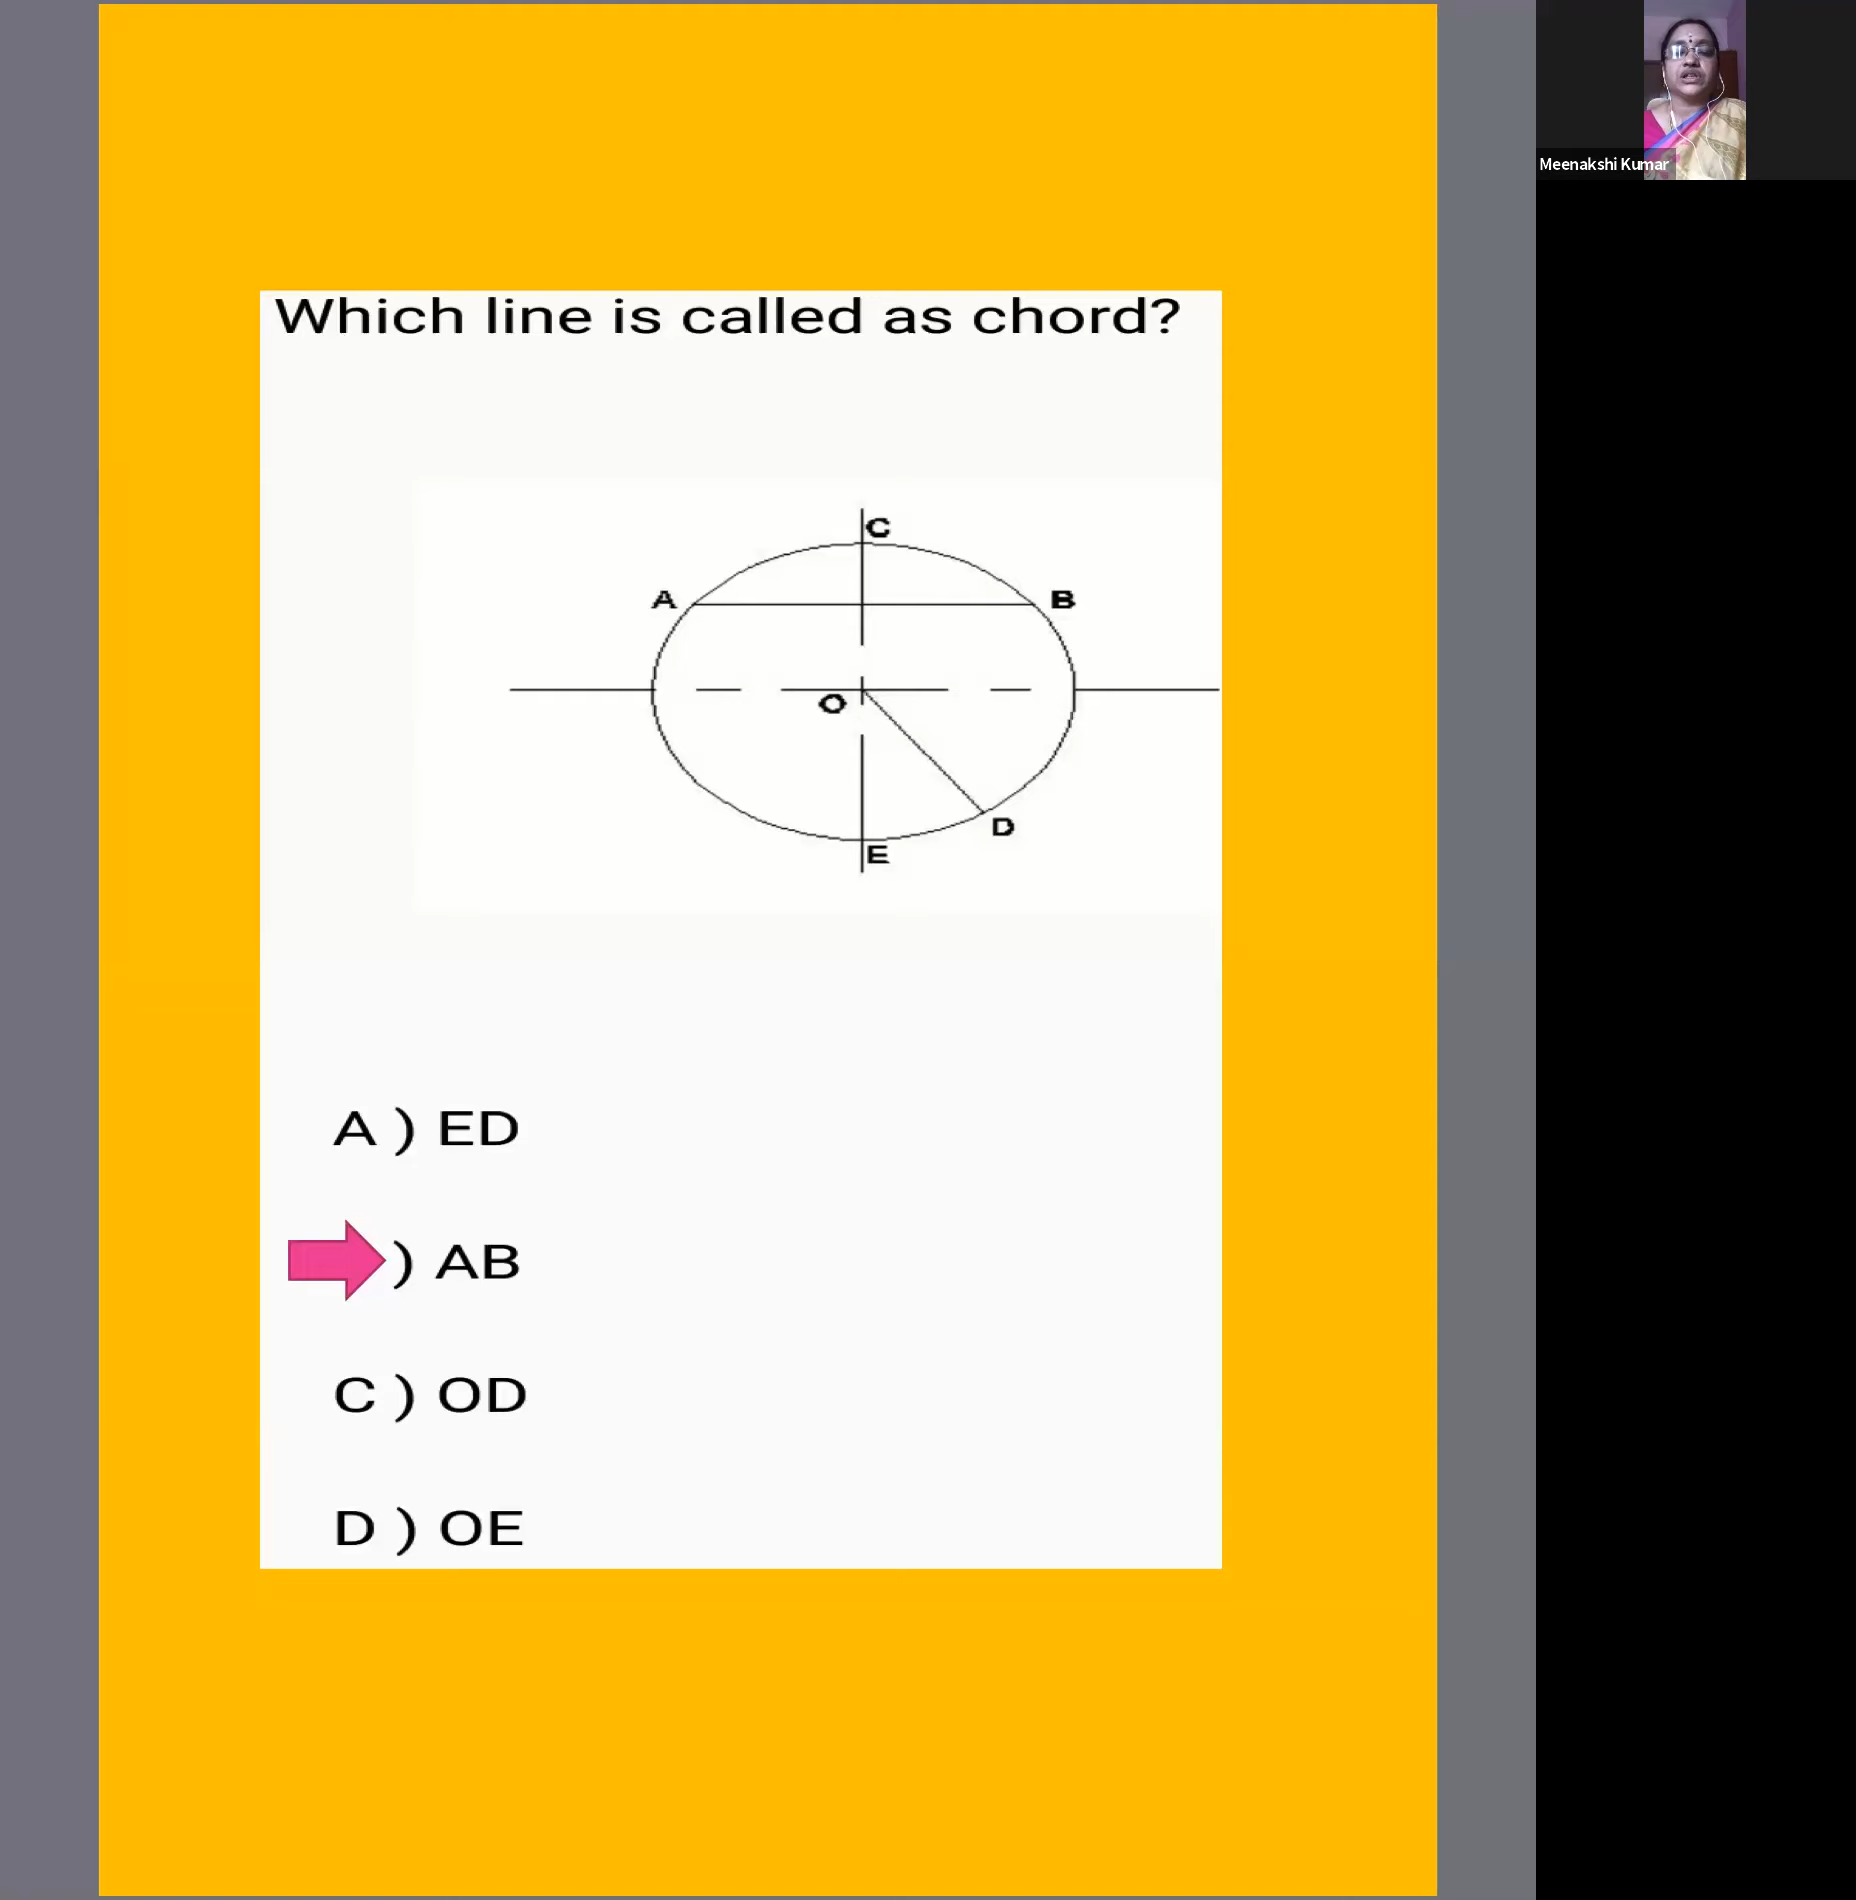 Meenakshi Kumar
Which line is called as chord?
C
A
B
O
D
E
A ) ED
) AB
C ) OD
D ) OE